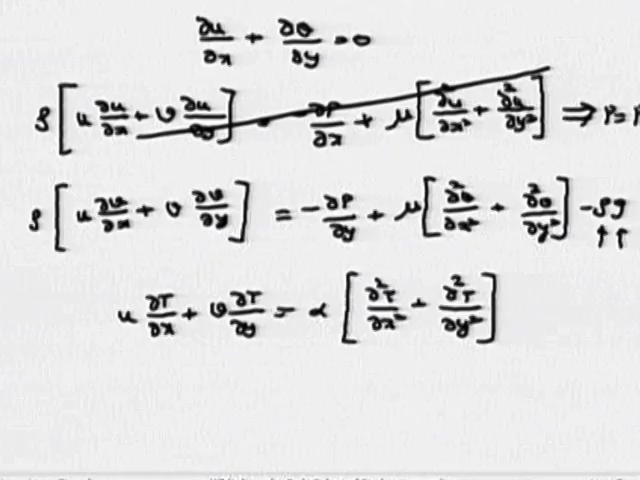 ∂u/∂x + ∂v/∂y = 0
ρ[u ∂u/∂x + v ∂u/∂y] = -∂P/∂x + μ[∂²u/∂x² + ∂²u/∂y²] ⇒ P = P
ρ[u ∂v/∂x + v ∂v/∂y] = -∂P/∂y + μ[∂²v/∂x² + ∂²v/∂y²] - ρg
↑↑
u ∂T/∂x + v ∂T/∂y = α[∂²T/∂x² + ∂²T/∂y²]